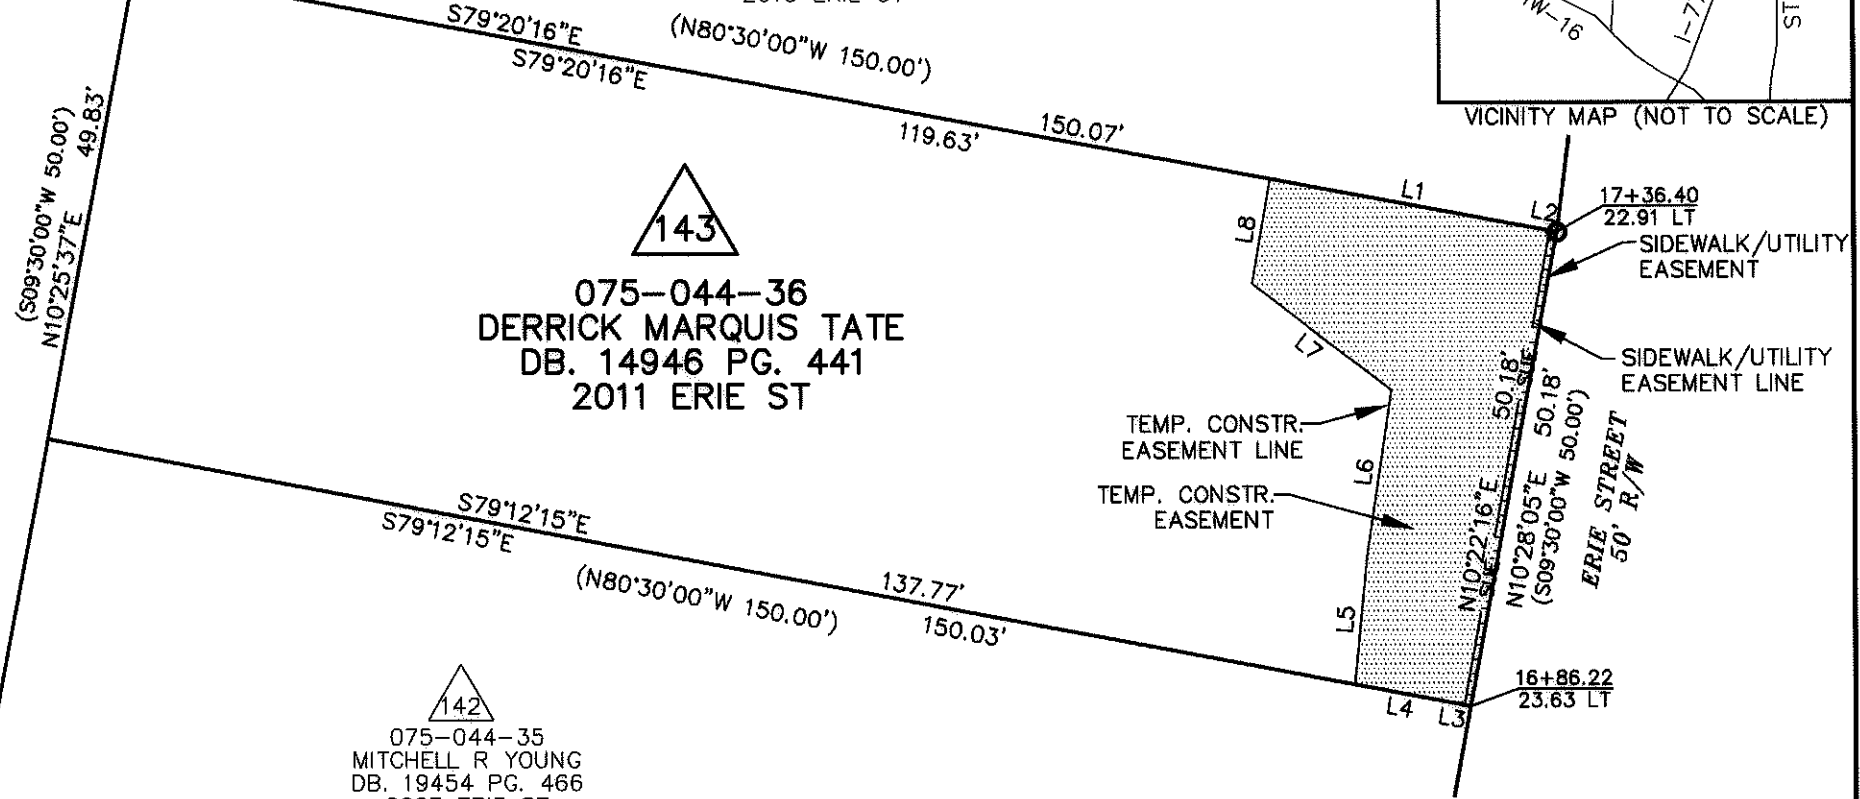 S79°20'16"E
(N80°30'00"W 150.00')
S79°20'16"E
119.63'
150.07'
I-77
STS
VICINITY MAP (NOT TO SCALE)
(S09°30'00"W 50.00')
N10°25'37"E 49.83'
143
075-044-36
DERRICK MARQUIS TATE
DB. 14946 PG. 441
2011 ERIE ST
L1
L2
17+36.40
22.91 LT
SIDEWALK/UTILITY
EASEMENT
L8
L7
SIDEWALK/UTILITY
EASEMENT LINE
TEMP. CONSTR.
EASEMENT LINE
L6
TEMP. CONSTR.
EASEMENT
L5
N10°22'16"E 50.18'
SUE
SUE
N10°28'05"E 50.18'
(S09°30'00"W 50.00')
ERIE STREET
50' R/W
S79°12'15"E
S79°12'15"E
(N80°30'00"W 150.00')
137.77'
150.03'
L4
L3
16+86.22
23.63 LT
142
075-044-35
MITCHELL R YOUNG
DB. 19454 PG. 466